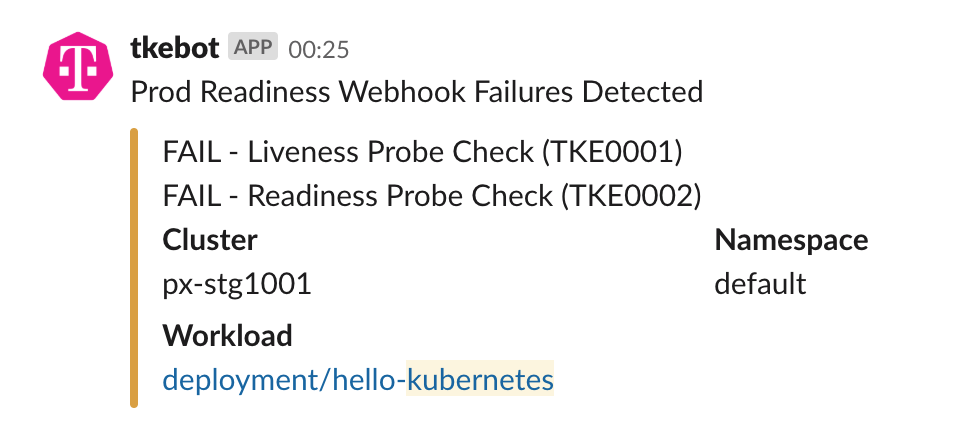 tkebot APP 00:25
Prod Readiness Webhook Failures Detected
FAIL - Liveness Probe Check (TKE0001)
FAIL - Readiness Probe Check (TKE0002)
Cluster Namespace
px-stg1001 default
Workload
deployment/hello-kubernetes